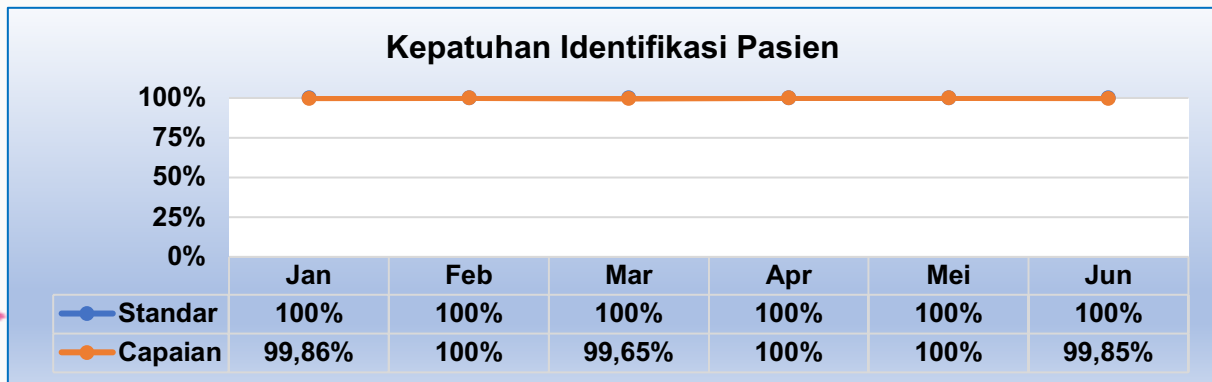 Kepatuhan Identifikasi Pasien
100%
75%
50%
25%
0%
Jan Feb Mar Apr Mei Jun
Standar 100% 100% 100% 100% 100% 100%
Capaian 99,86% 100% 99,65% 100% 100% 99,85%